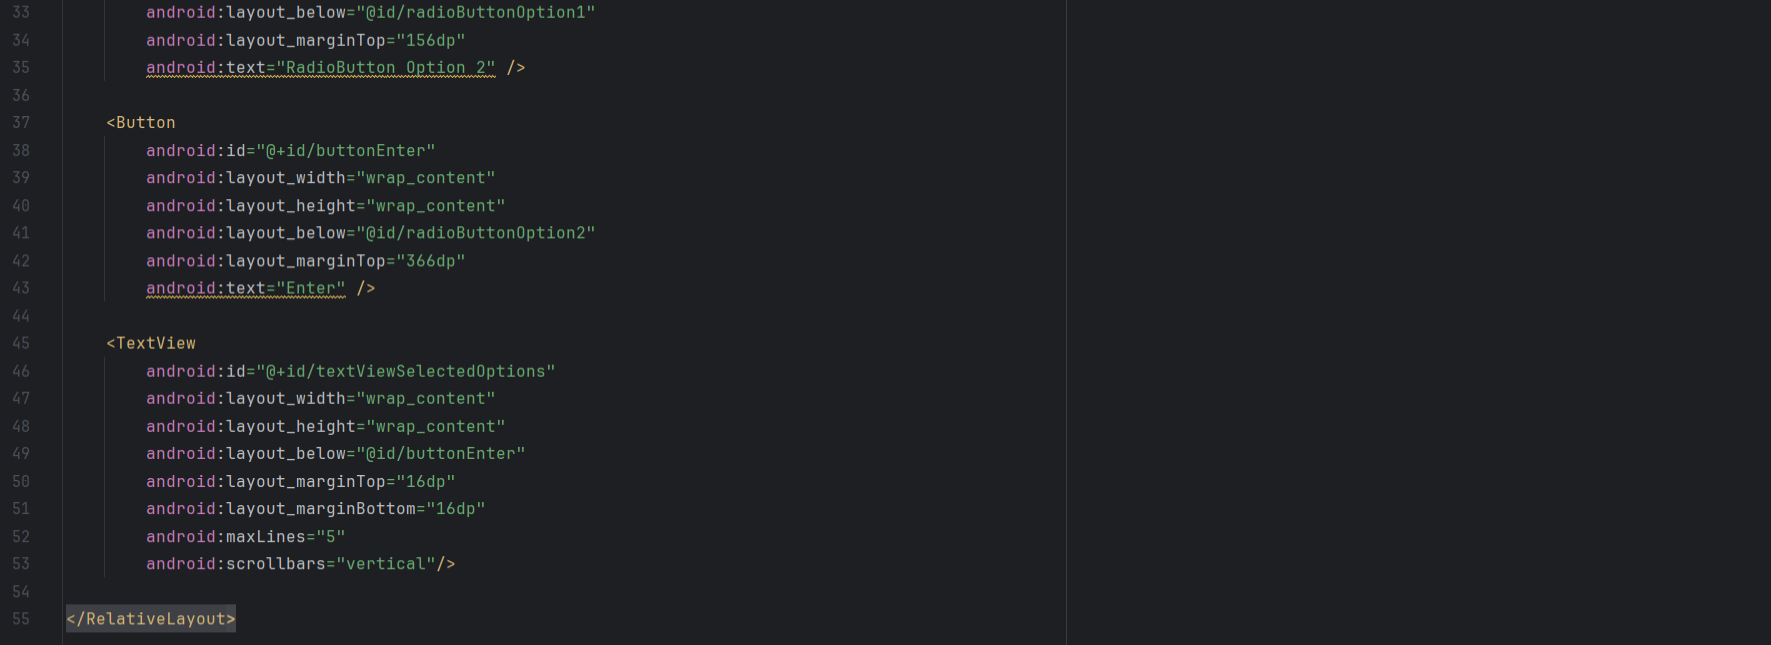 33 android:layout_below="@id/radioButtonOption1"
34 android:layout_marginTop="156dp"
35 android:text="RadioButton Option 2" />
36
37 <Button
38 android:id="@+id/buttonEnter"
39 android:layout_width="wrap_content"
40 android:layout_height="wrap_content"
41 android:layout_below="@id/radioButtonOption2"
42 android:layout_marginTop="366dp"
43 android:text="Enter" />
44
45 <TextView
46 android:id="@+id/textViewSelectedOptions"
47 android:layout_width="wrap_content"
48 android:layout_height="wrap_content"
49 android:layout_below="@id/buttonEnter"
50 android:layout_marginTop="16dp"
51 android:layout_marginBottom="16dp"
52 android:maxLines="5"
53 android:scrollbars="vertical"/>
54
55 </RelativeLayout>